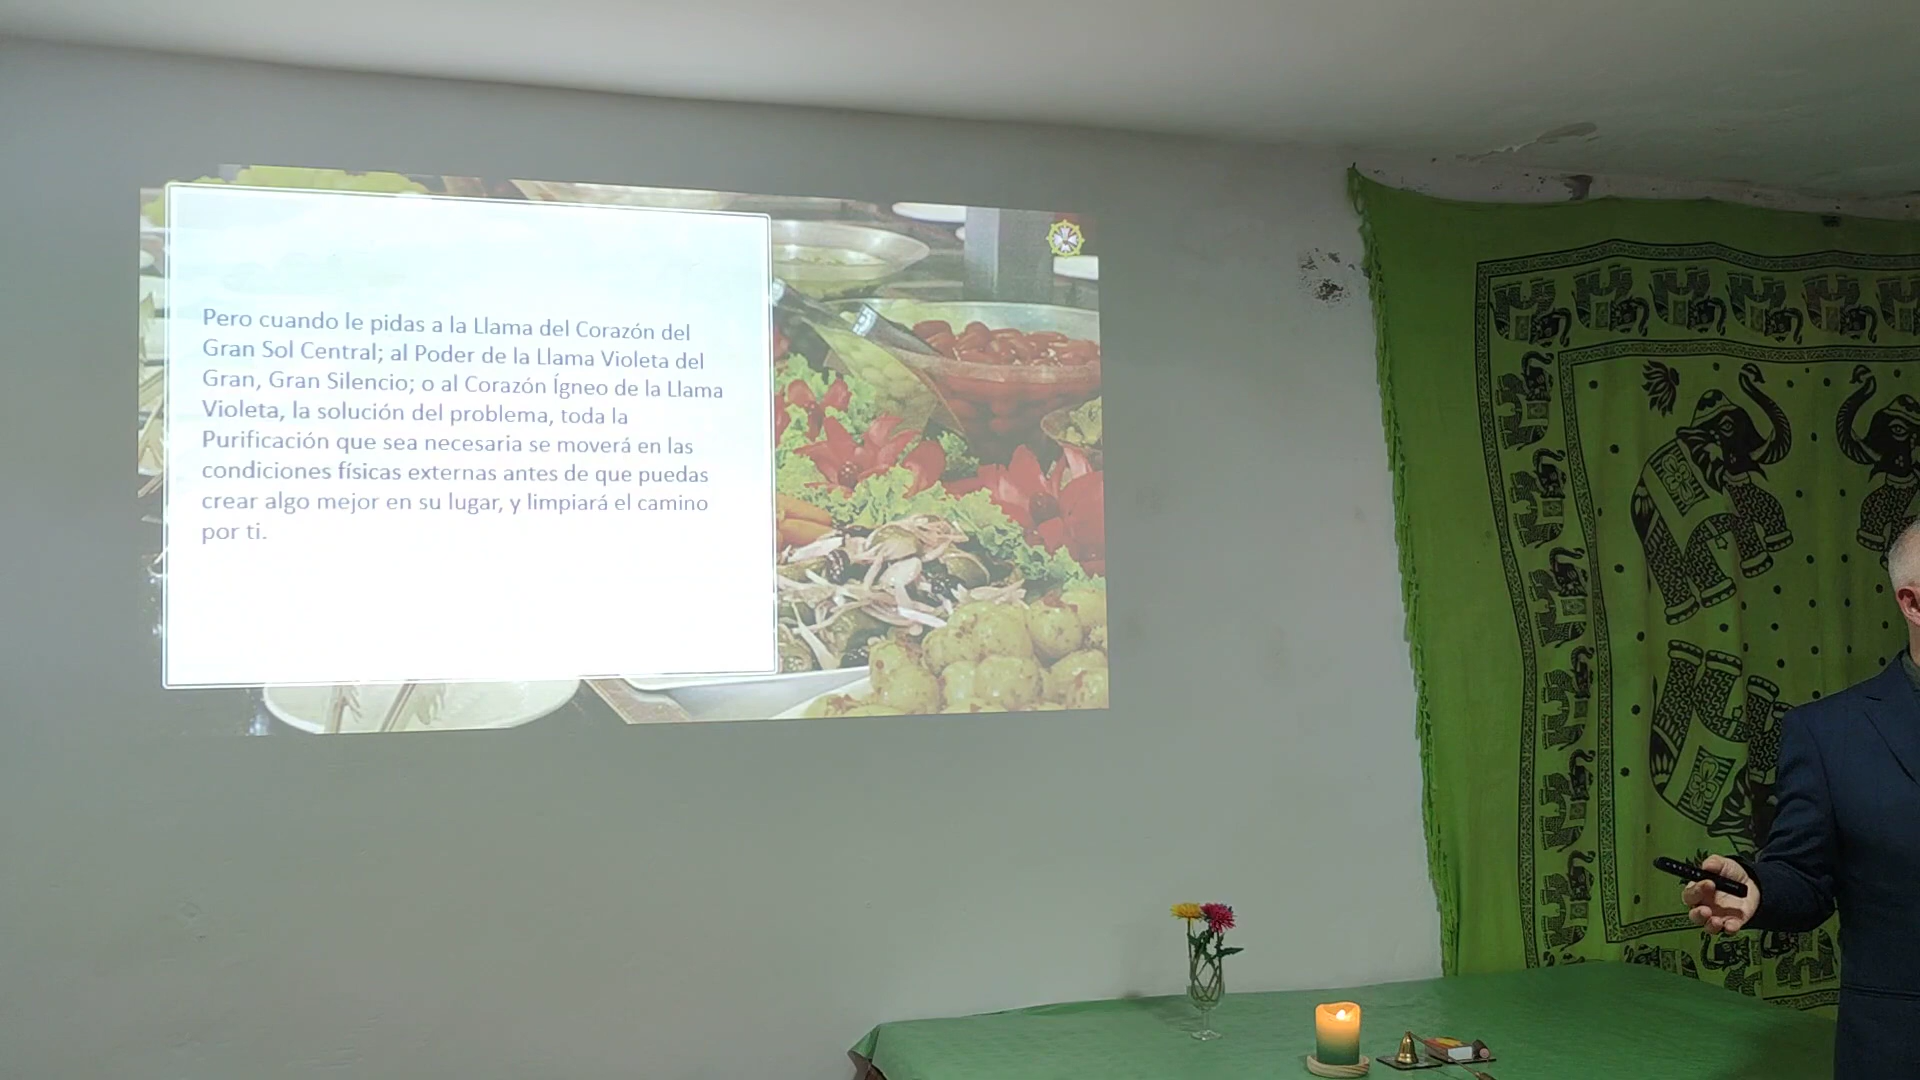 Pero cuando le pidas a la Llama del Corazón del
Gran Sol Central; al Poder de la Llama Violeta del
Gran, Gran Silencio; o al Corazón Ígneo de la Llama
Violeta, la solución del problema, toda la
Purificación que sea necesaria se moverá en las
condiciones físicas externas antes de que puedas
crear algo mejor en su lugar, y limpiará el camino
por ti.